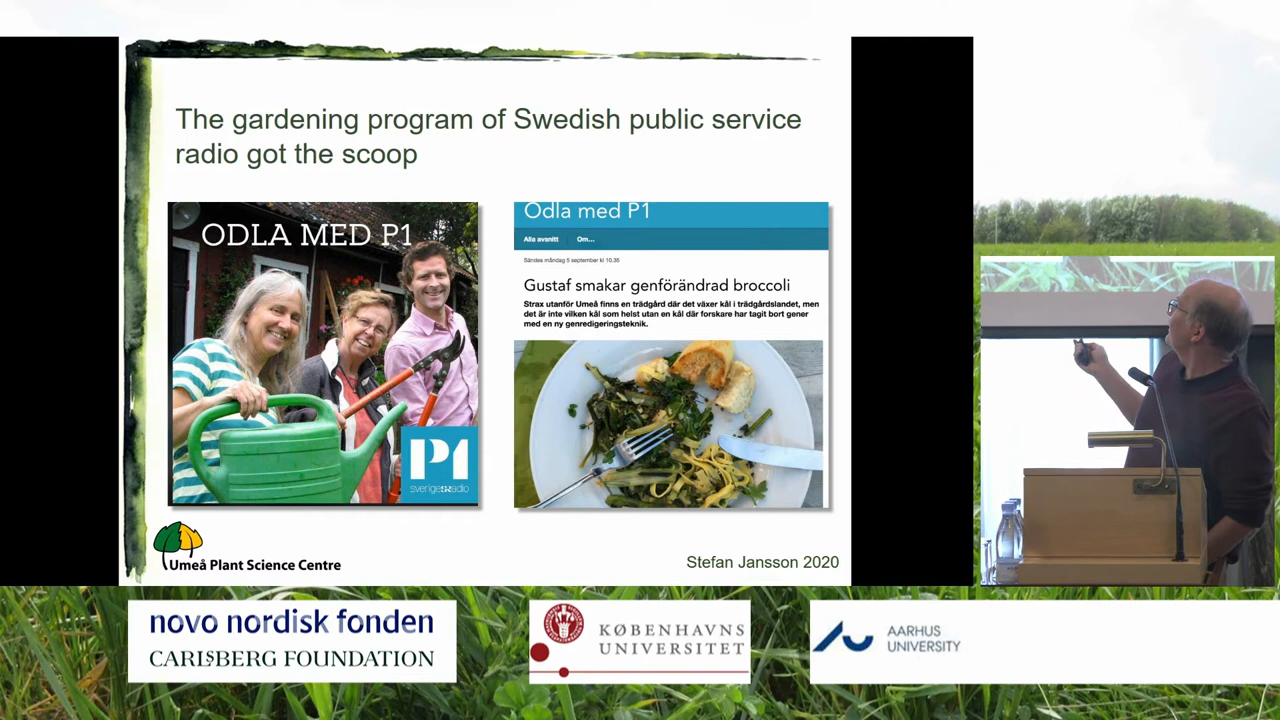 The gardening program of Swedish public service
radio got the scoop
ODLA MED P1
P1
sverigesradio
Odla med P1
Alla avsnitt Om...
Sändes måndag 5 september kl 10.35
Gustaf smakar genförändrad broccoli
Strax utanför Umeå finns en trädgård där det växer kål i trädgårdslandet, men
det är inte vilken kål som helst utan en kål där forskare har tagit bort gener
med en ny genredigeringsteknik.
Umeå Plant Science Centre
Stefan Jansson 2020
novo nordisk fonden
CARLSBERG FOUNDATION
KØBENHAVNS
UNIVERSITET
AARHUS
UNIVERSITY